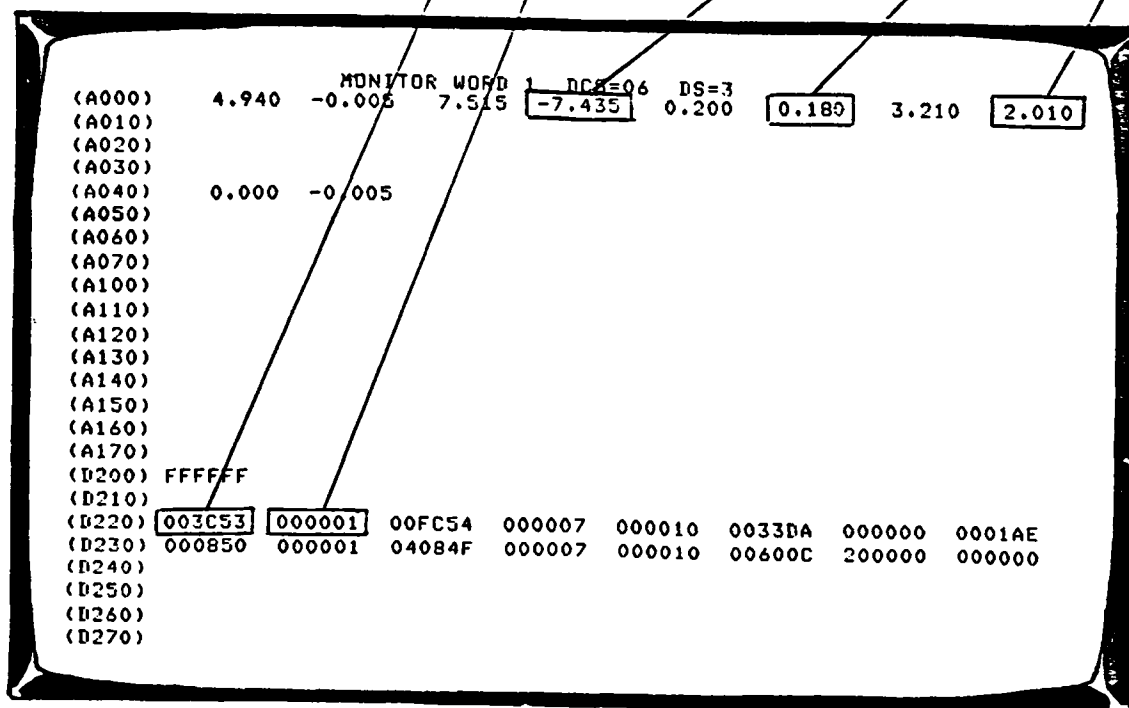 MONITOR WORD 1 DCS=06 DS=3
(A000) 4.940 -0.005 7.515 -7.435 0.200 0.180 3.210 2.010
(A010)
(A020)
(A030)
(A040) 0.000 -0.005
(A050)
(A060)
(A070)
(A100)
(A110)
(A120)
(A130)
(A140)
(A150)
(A160)
(A170)
(D200) FFFFFF
(D210)
(D220) 003C53 000001 00FC54 000007 000010 0033DA 000000 0001AE
(D230) 000850 000001 04084F 000007 000010 00600C 200000 000000
(D240)
(D250)
(D260)
(D270)